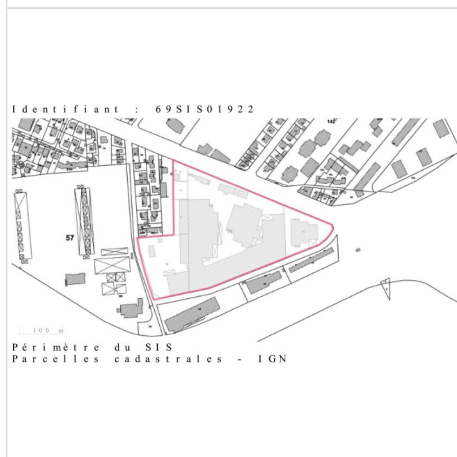 Identifiant : 69SIS01922
142
57
100 m
Périmètre du SIS
Parcelles cadastrales - IGN